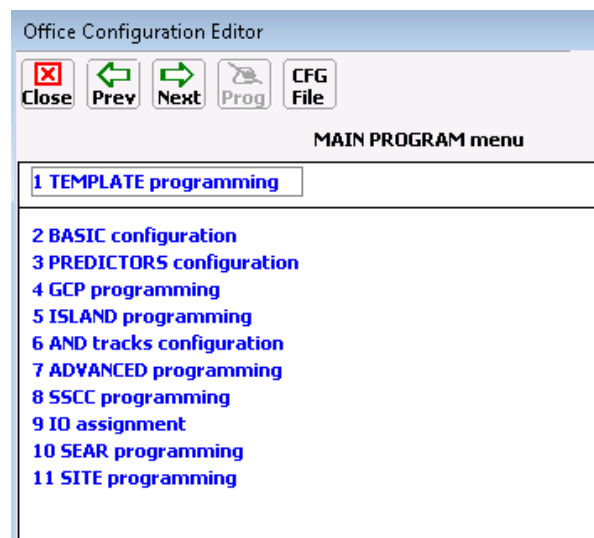 Office Configuration Editor
Close Prev Next Prog CFG File
MAIN PROGRAM menu
1 TEMPLATE programming
2 BASIC configuration
3 PREDICTORS configuration
4 GCP programming
5 ISLAND programming
6 AND tracks configuration
7 ADVANCED programming
8 SSCC programming
9 IO assignment
10 SEAR programming
11 SITE programming